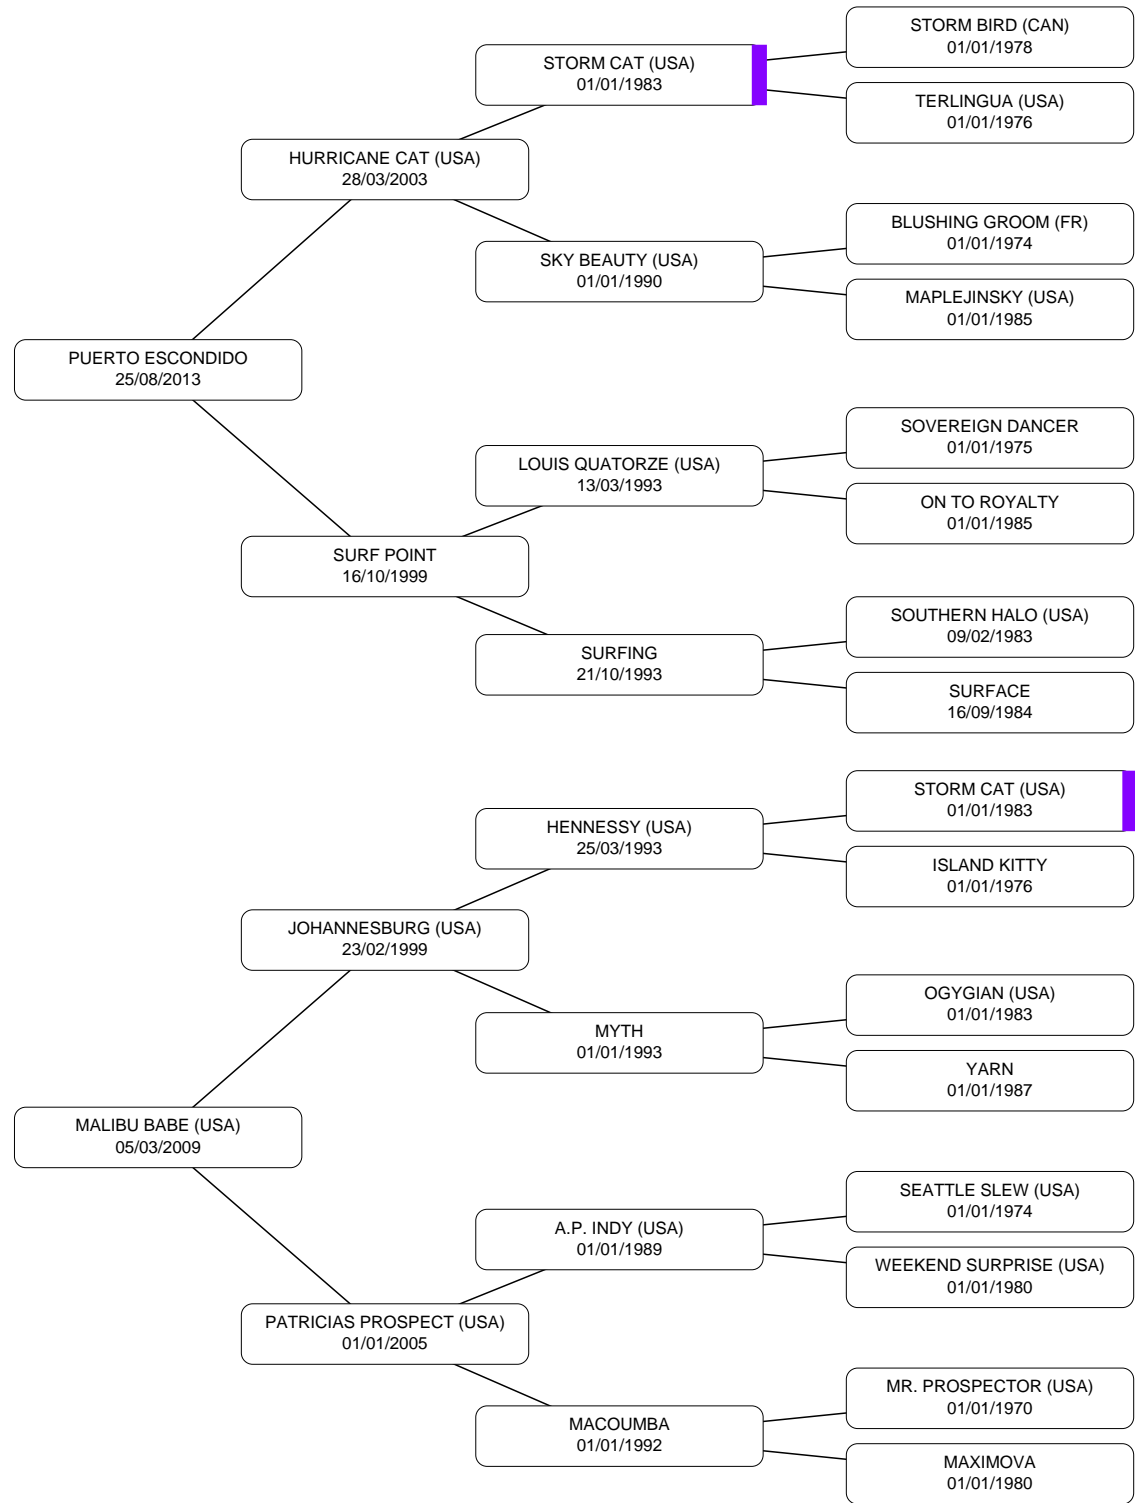 STORM BIRD (CAN)
01/01/1978
STORM CAT (USA)
01/01/1983
TERLINGUA (USA)
01/01/1976
HURRICANE CAT (USA)
28/03/2003
BLUSHING GROOM (FR)
01/01/1974
SKY BEAUTY (USA)
01/01/1990
MAPLEJINSKY (USA)
01/01/1985
PUERTO ESCONDIDO
25/08/2013
SOVEREIGN DANCER
01/01/1975
LOUIS QUATORZE (USA)
13/03/1993
ON TO ROYALTY
01/01/1985
SURF POINT
16/10/1999
SOUTHERN HALO (USA)
09/02/1983
SURFING
21/10/1993
SURFACE
16/09/1984
STORM CAT (USA)
01/01/1983
HENNESSY (USA)
25/03/1993
ISLAND KITTY
01/01/1976
JOHANNESBURG (USA)
23/02/1999
OGYGIAN (USA)
01/01/1983
MYTH
01/01/1993
YARN
01/01/1987
MALIBU BABE (USA)
05/03/2009
SEATTLE SLEW (USA)
01/01/1974
A.P. INDY (USA)
01/01/1989
WEEKEND SURPRISE (USA)
01/01/1980
PATRICIAS PROSPECT (USA)
01/01/2005
MR. PROSPECTOR (USA)
01/01/1970
MACOUMBA
01/01/1992
MAXIMOVA
01/01/1980